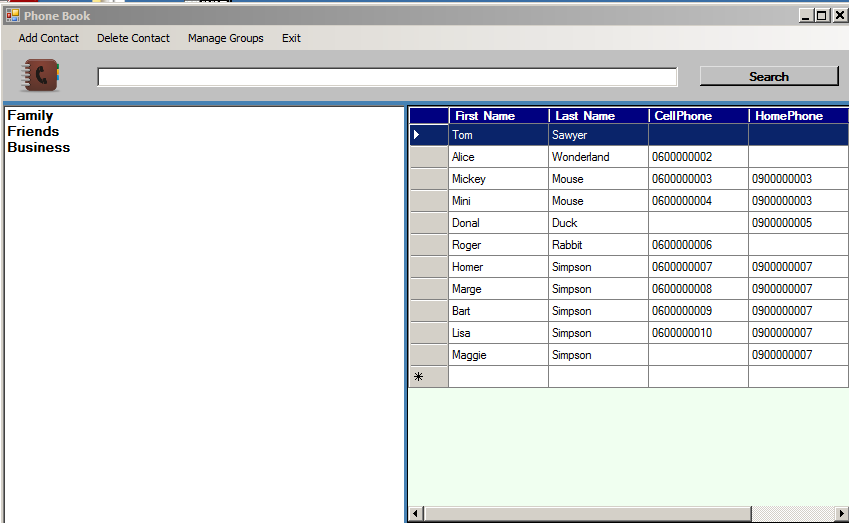 Phone Book
Add Contact Delete Contact Manage Groups Exit
Search
Family
Friends
Business
First Name Last Name CellPhone HomePhone
Tom Sawyer
Alice Wonderland 0600000002
Mickey Mouse 0600000003 0900000003
Mini Mouse 0600000004 0900000003
Donal Duck 0900000005
Roger Rabbit 0600000006
Homer Simpson 0600000007 0900000007
Marge Simpson 0600000008 0900000007
Bart Simpson 0600000009 0900000007
Lisa Simpson 0600000010 0900000007
Maggie Simpson 0900000007